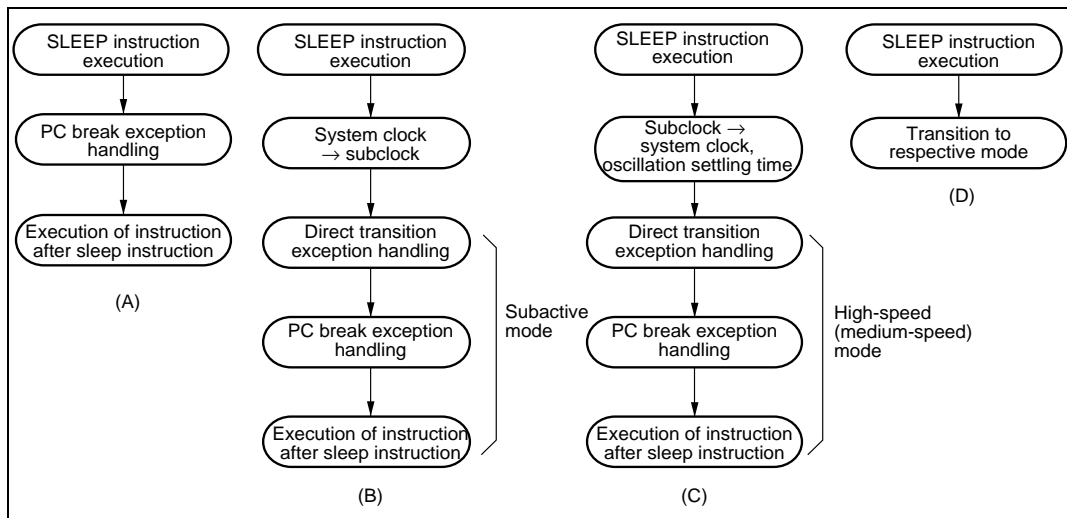 SLEEP instruction
execution
PC break exception
handling
Execution of instruction
after sleep instruction
(A)
SLEEP instruction
execution
System clock
→ subclock
Direct transition
exception handling
PC break exception
handling
Execution of instruction
after sleep instruction
Subactive
mode
(B)
SLEEP instruction
execution
Subclock →
system clock,
oscillation settling time
Direct transition
exception handling
PC break exception
handling
Execution of instruction
after sleep instruction
High-speed
(medium-speed)
mode
(C)
SLEEP instruction
execution
Transition to
respective mode
(D)